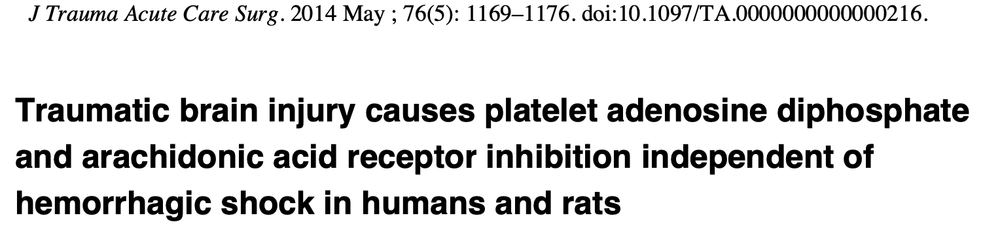 J Trauma Acute Care Surg. 2014 May ; 76(5): 1169–1176. doi:10.1097/TA.0000000000000216.
Traumatic brain injury causes platelet adenosine diphosphate
and arachidonic acid receptor inhibition independent of
hemorrhagic shock in humans and rats